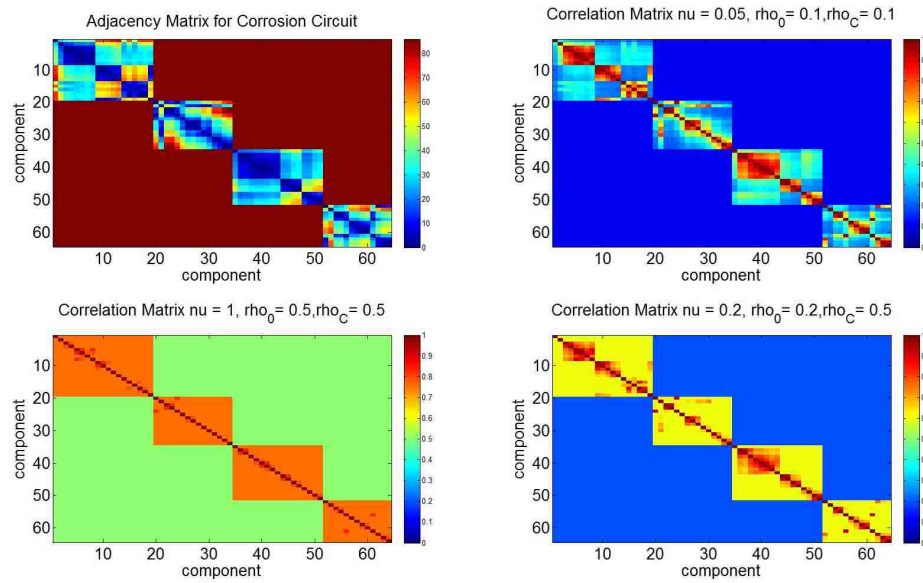 Adjacency Matrix for Corrosion Circuit
component
10
20
30
40
50
60
10 20 30 40 50 60
component
80
70
60
50
40
30
20
10
0
Correlation Matrix nu = 0.05, rho0= 0.1,rhoC= 0.1
component
10
20
30
40
50
60
10 20 30 40 50 60
component
Correlation Matrix nu = 1, rho0= 0.5,rhoC= 0.5
component
10
20
30
40
50
60
10 20 30 40 50 60
component
1
0.9
0.8
0.7
0.6
0.5
0.4
0.3
0.2
0.1
0
Correlation Matrix nu = 0.2, rho0= 0.2,rhoC= 0.5
component
10
20
30
40
50
60
10 20 30 40 50 60
component